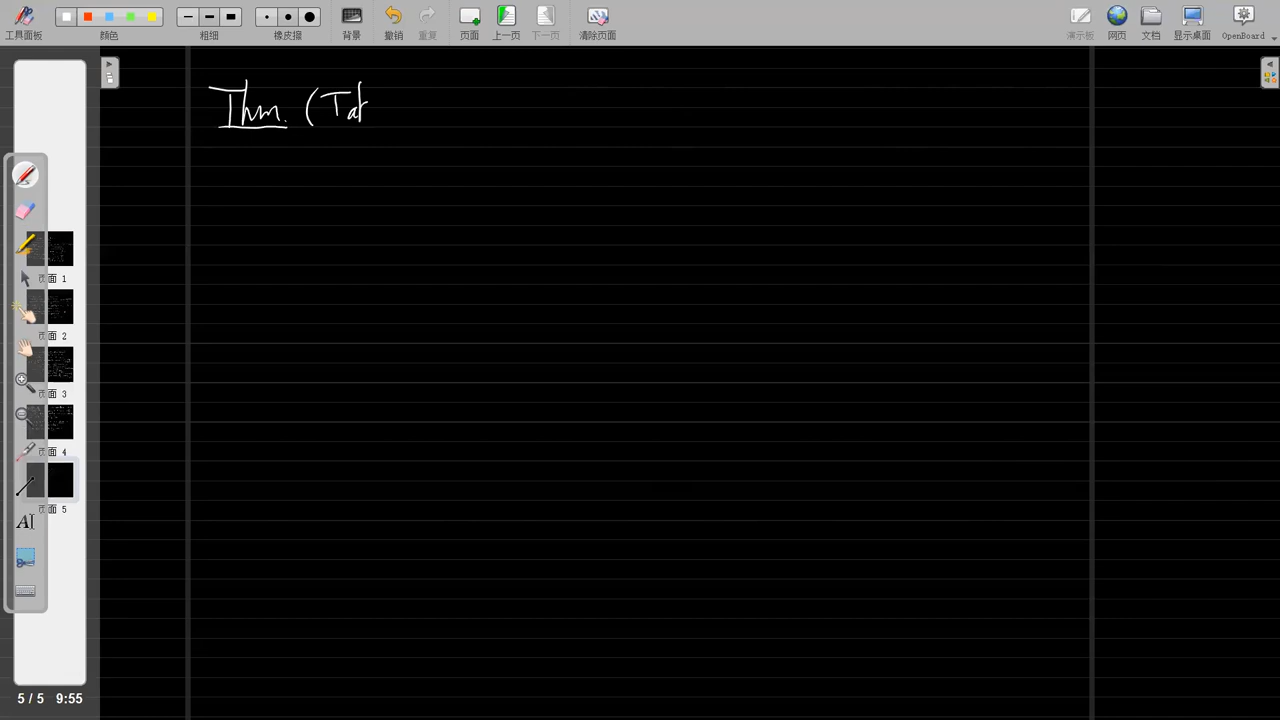 工具面板 颜色 粗细 橡皮擦 背景 撤销 重复 页面 上一页 下一页 清除页面 演示板 网页 文档 显示桌面 OpenBoard
Thm. (Tat
页面 1
页面 2
页面 3
页面 4
页面 5
AI
5 / 5 9:55